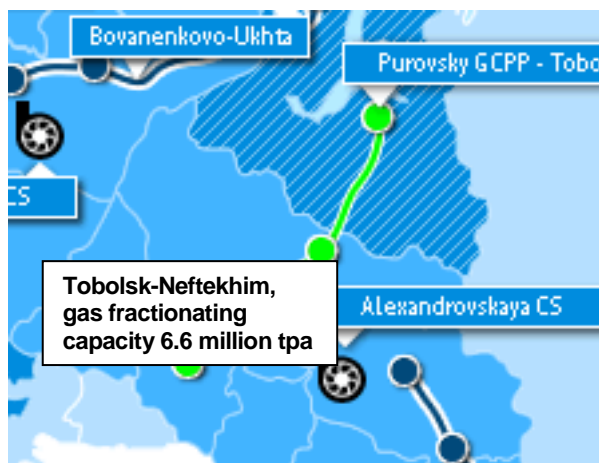 Bovanenkovo-Ukhta
Purovsky GCPP - Tobo
CS
Tobolsk-Neftekhim,
gas fractionating
capacity 6.6 million tpa
Alexandrovskaya CS